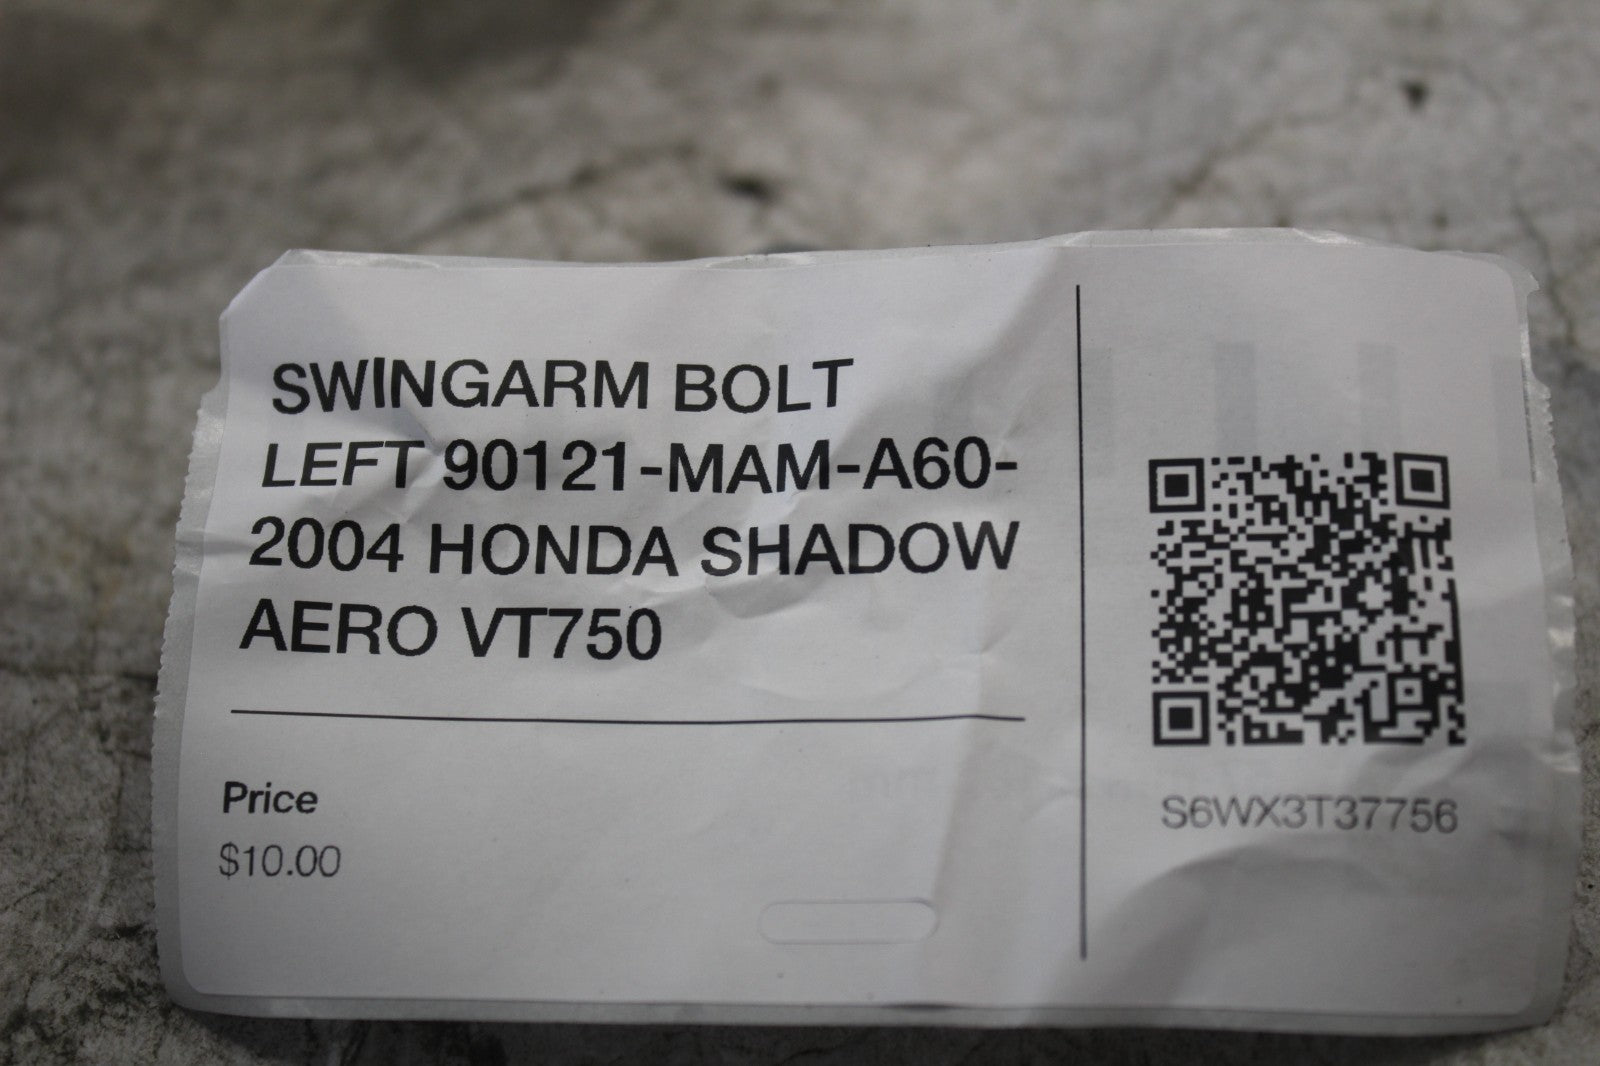 SWINGARM BOLT
LEFT 90121-MAM-A60-
2004 HONDA SHADOW
AERO VT750
Price
$10.00
S6WX3T37756